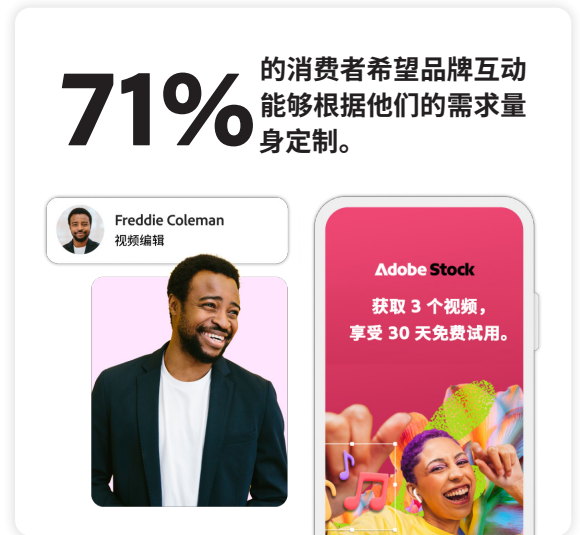 71%
的消费者希望品牌互动
能够根据他们的需求量
身定制。
Freddie Coleman
视频编辑
Adobe Stock
获取 3 个视频，
享受 30 天免费试用。